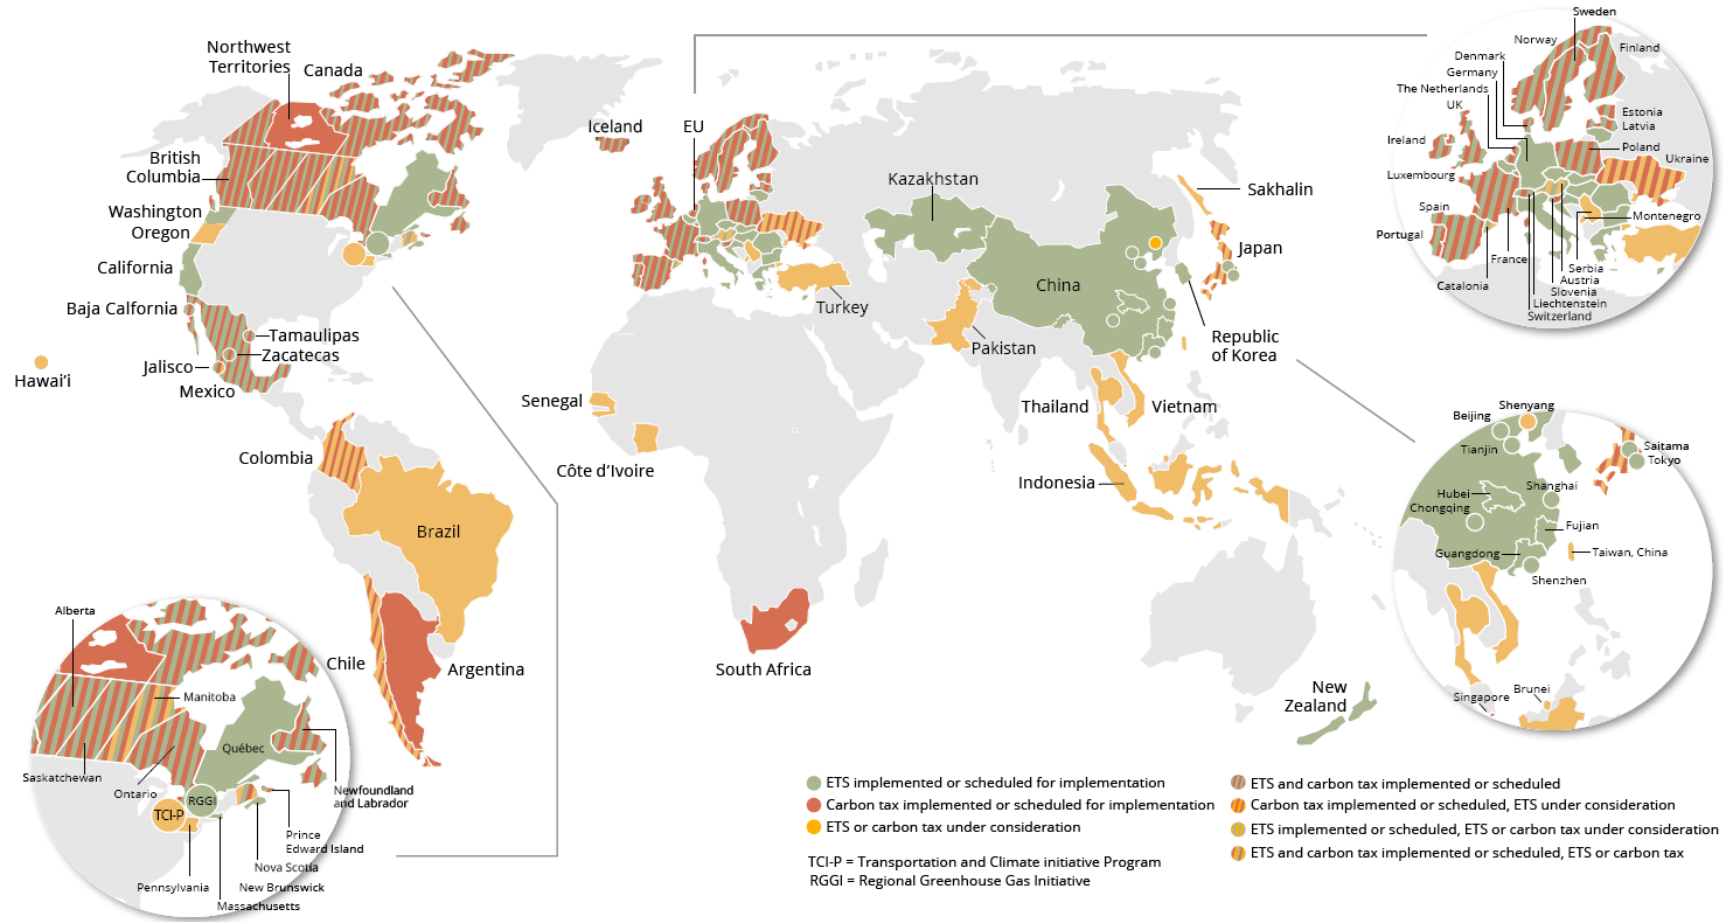 Northwest
Territories
Canada
British
Columbia
Washington
Oregon
California
Baja Calfornia
Tamaulipas
Zacatecas
Jalisco
Mexico
Hawai'i
Iceland
EU
Kazakhstan
Sakhalin
Japan
China
Turkey
Pakistan
Republic
of Korea
Senegal
Côte d'Ivoire
Thailand
Vietnam
Indonesia
Colombia
Brazil
Chile
Argentina
South Africa
New
Zealand
Sweden
Norway
Finland
Denmark
Germany
The Netherlands
UK
Estonia
Latvia
Ireland
Poland
Ukraine
Luxembourg
Spain
Montenegro
Portugal
France
Serbia
Austria
Catalonia
Slovenia
Liechtenstein
Switzerland
Shenyang
Beijing
Tianjin
Saitama
Tokyo
Hubei
Shanghai
Chongqing
Fujian
Guangdong
Taiwan, China
Shenzhen
Singapore
Brunei
Alberta
Manitoba
Québec
Saskatchewan
Ontario
Newfoundland
and Labrador
RGGI
TCI-P
Prince
Edward Island
Nova Scotia
Pennsylvania
New Brunswick
Massachusetts
ETS implemented or scheduled for implementation
Carbon tax implemented or scheduled for implementation
ETS or carbon tax under consideration
TCI-P = Transportation and Climate initiative Program
RGGI = Regional Greenhouse Gas Initiative
ETS and carbon tax implemented or scheduled
Carbon tax implemented or scheduled, ETS under consideration
ETS implemented or scheduled, ETS or carbon tax under consideration
ETS and carbon tax implemented or scheduled, ETS or carbon tax